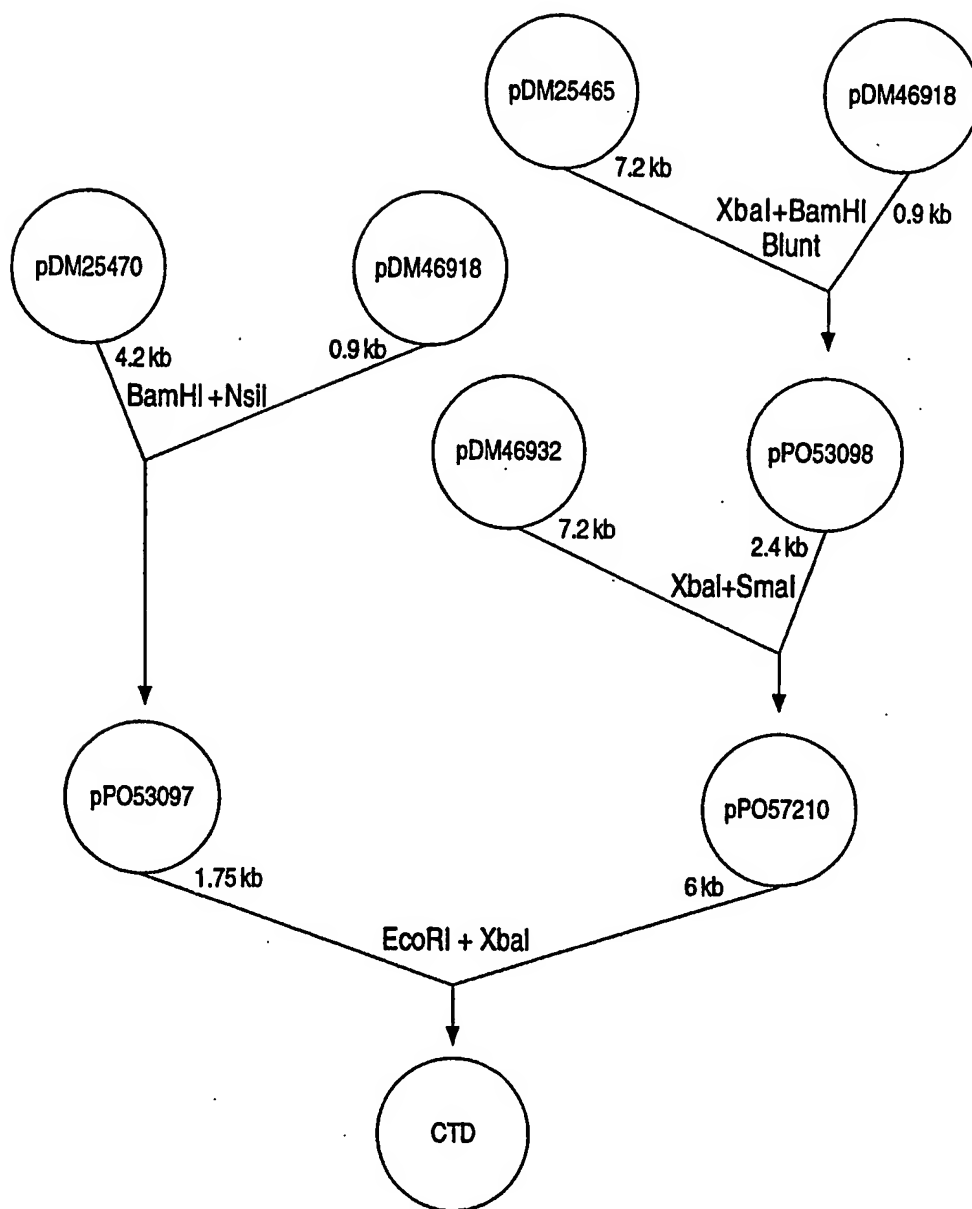 pDM25465
pDM46918
7.2 kb
XbaI+BamHI
Blunt
0.9 kb
pDM25470
pDM46918
4.2 kb
0.9 kb
BamHI +NsiI
pDM46932
pPO53098
7.2 kb
2.4 kb
XbaI+SmaI
pPO53097
pPO57210
1.75 kb
6 kb
EcoRI + XbaI
CTD